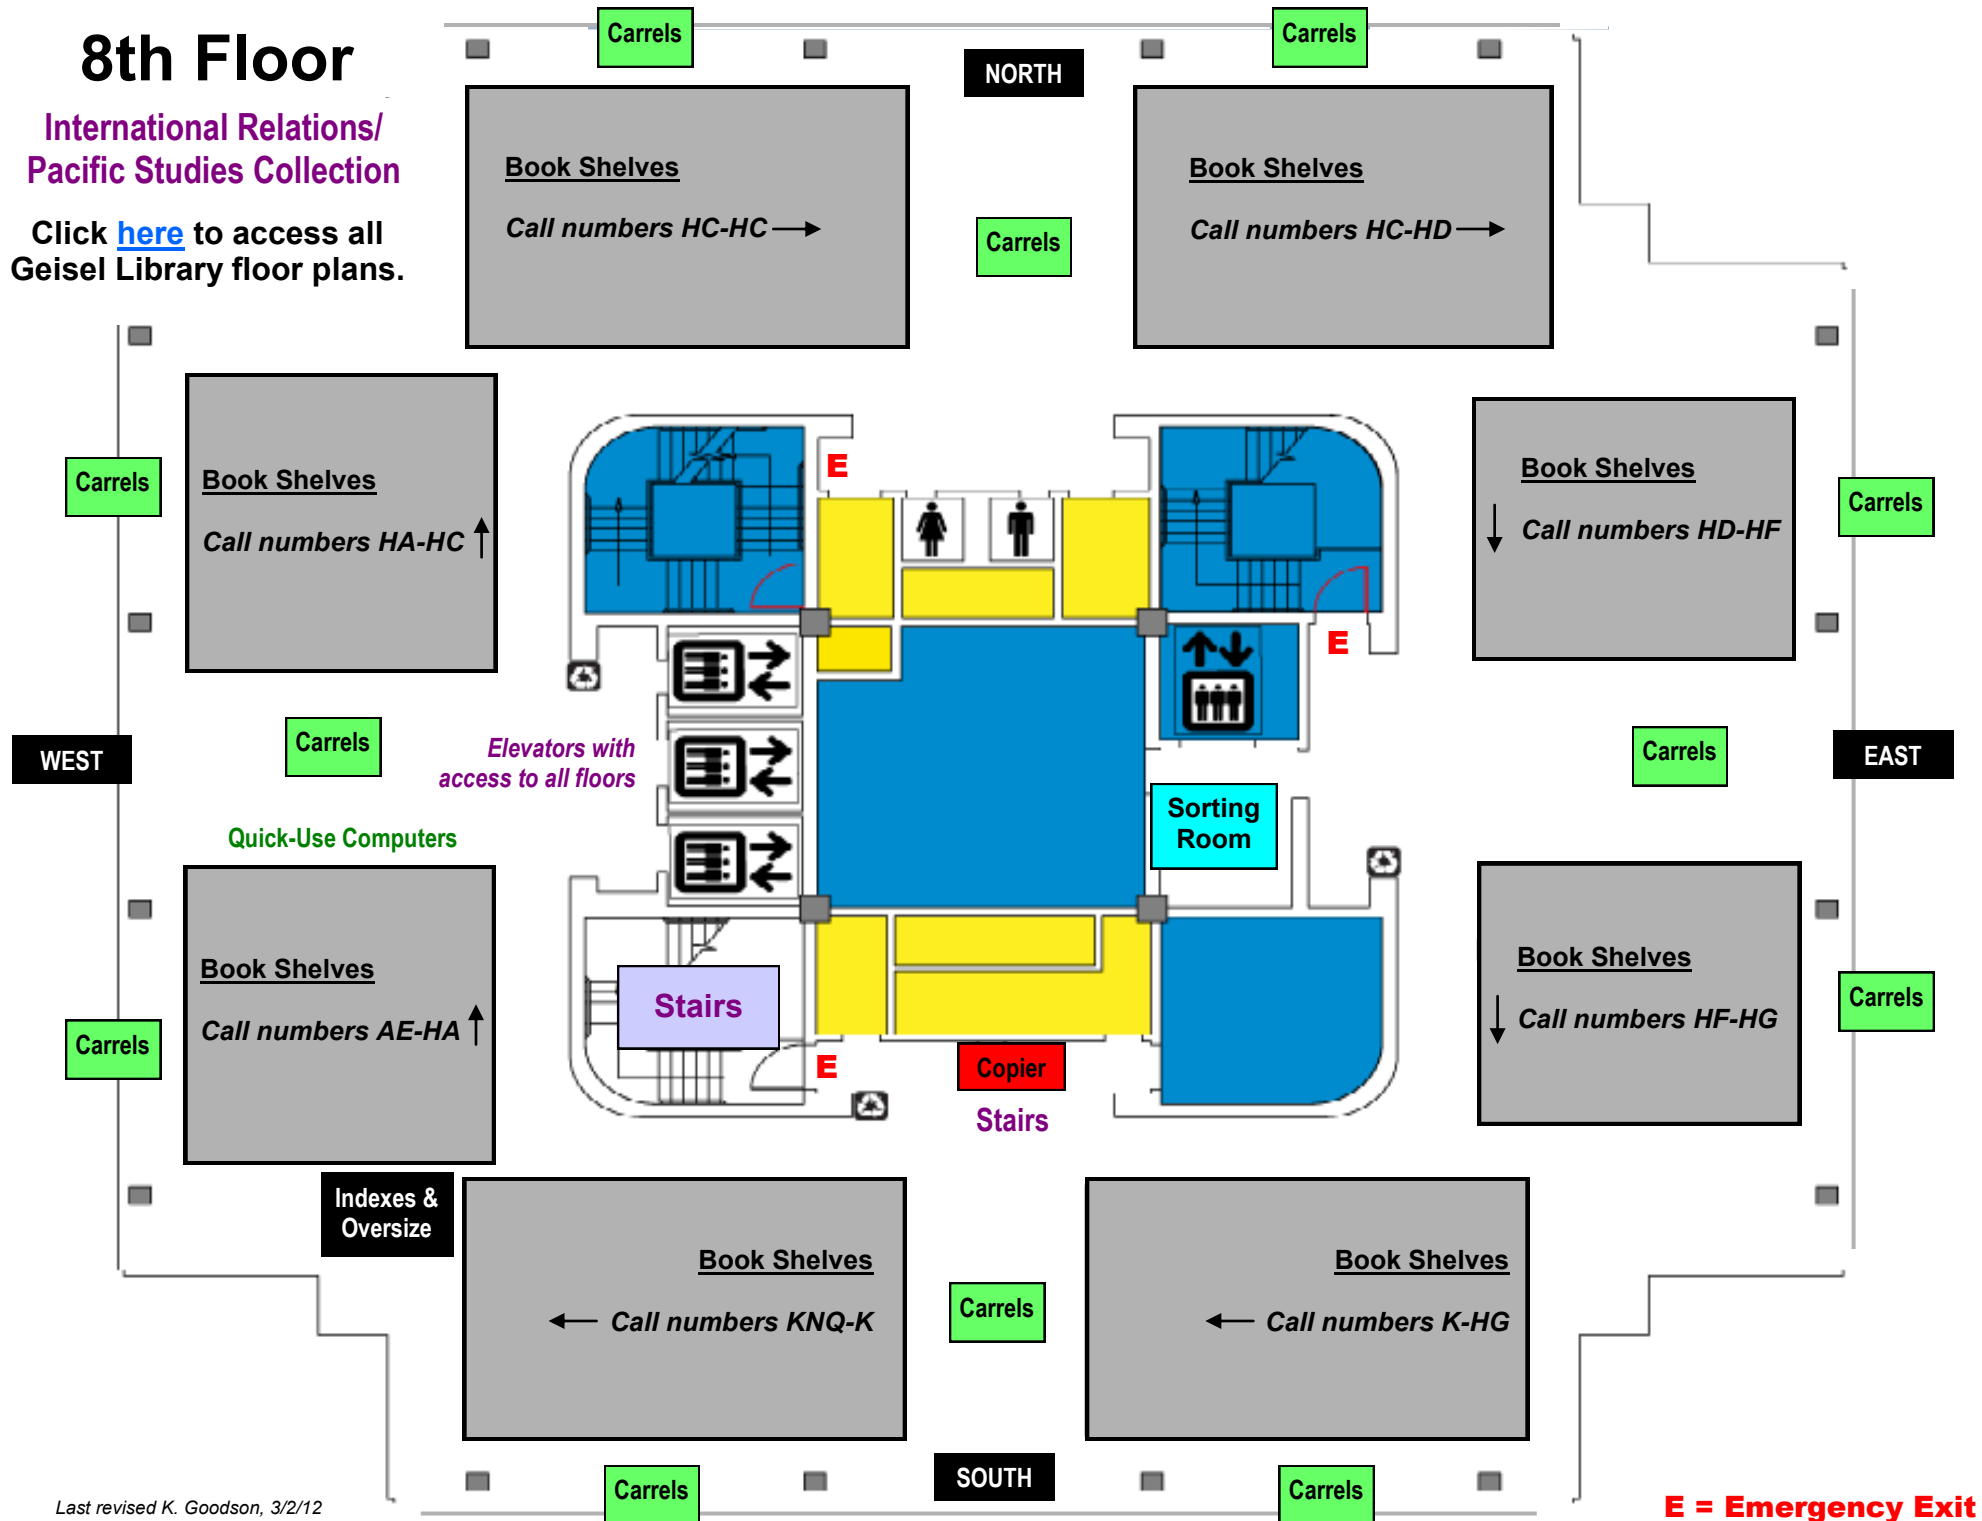 8th Floor
International Relations/
Pacific Studies Collection
Click here to access all
Geisel Library floor plans.
Carrels
Carrels
NORTH
Book Shelves
Call numbers HC-HC
Carrels
Book Shelves
Call numbers HC-HD
Carrels
Book Shelves
Call numbers HA-HC
E
Book Shelves
Call numbers HD-HF
Carrels
E
WEST
Carrels
Elevators with
access to all floors
Carrels
EAST
Sorting
Room
Quick-Use Computers
Book Shelves
Call numbers AE-HA
Carrels
Stairs
E
Copier
Stairs
Book Shelves
Call numbers HF-HG
Carrels
Indexes &
Oversize
Book Shelves
Call numbers KNQ-K
Carrels
Book Shelves
Call numbers K-HG
SOUTH
Carrels
Carrels
Last revised K. Goodson, 3/2/12
E = Emergency Exit